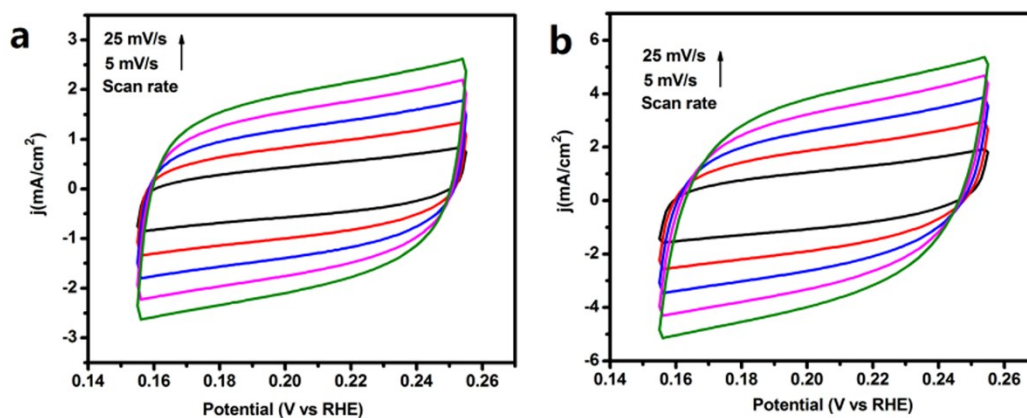 a
25 mV/s
5 mV/s
Scan rate
3
2
1
0
-1
-2
-3
j(mA/cm²)
0.14 0.16 0.18 0.20 0.22 0.24 0.26
Potential (V vs RHE)
b
25 mV/s
5 mV/s
Scan rate
6
4
2
0
-2
-4
-6
j(mA/cm²)
0.14 0.16 0.18 0.20 0.22 0.24 0.26
Potential (V vs RHE)